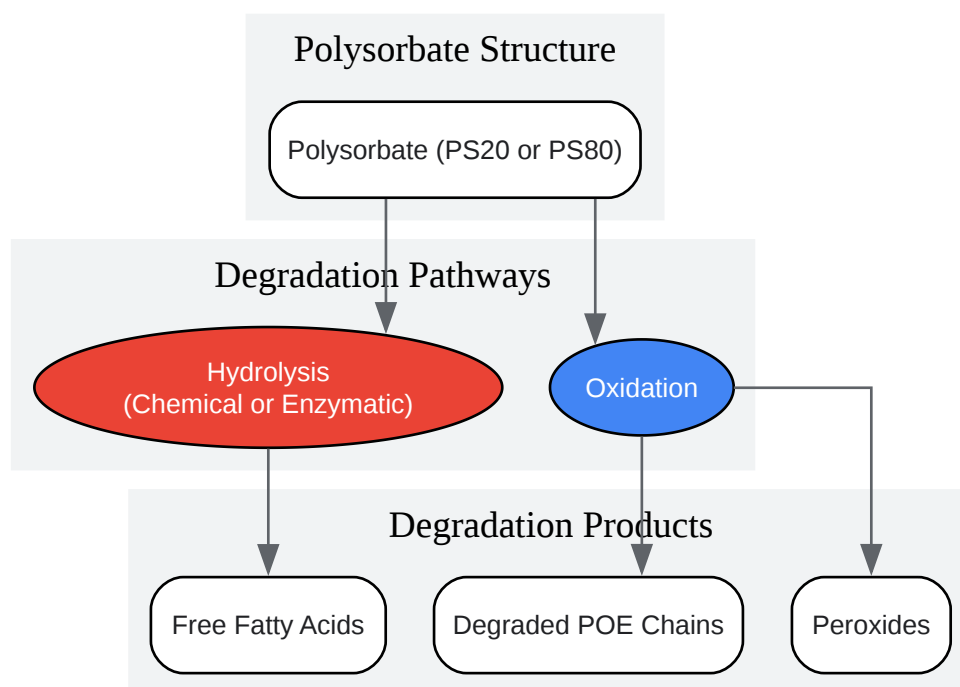 Polysorbate Structure
Polysorbate (PS20 or PS80)
Degradation Pathways
Hydrolysis
(Chemical or Enzymatic)
Oxidation
Degradation Products
Free Fatty Acids
Degraded POE Chains
Peroxides